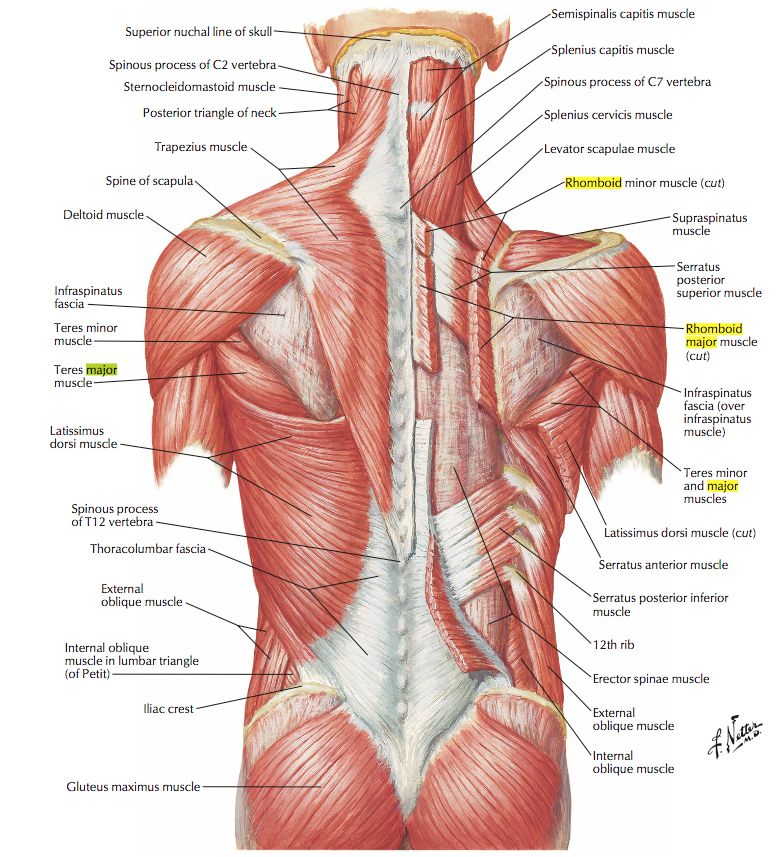 Superior nuchal line of skull
Spinous process of C2 vertebra
Sternocleidomastoid muscle
Posterior triangle of neck
Trapezius muscle
Spine of scapula
Deltoid muscle
Infraspinatus
fascia
Teres minor
muscle
Teres major
muscle
Latissimus
dorsi muscle
Spinous process
of T12 vertebra
Thoracolumbar fascia
External
oblique muscle
Internal oblique
muscle in lumbar triangle
(of Petit)
Iliac crest
Gluteus maximus muscle
Semispinalis capitis muscle
Splenius capitis muscle
Spinous process of C7 vertebra
Splenius cervicis muscle
Levator scapulae muscle
Rhomboid minor muscle (cut)
Supraspinatus
muscle
Serratus
posterior
superior muscle
Rhomboid
major muscle
(cut)
Infraspinatus
fascia (over
infraspinatus
muscle)
Teres minor
and major
muscles
Latissimus dorsi muscle (cut)
Serratus anterior muscle
Serratus posterior inferior
muscle
12th rib
Erector spinae muscle
External
oblique muscle
Internal
oblique muscle
F. Netter
M.D.